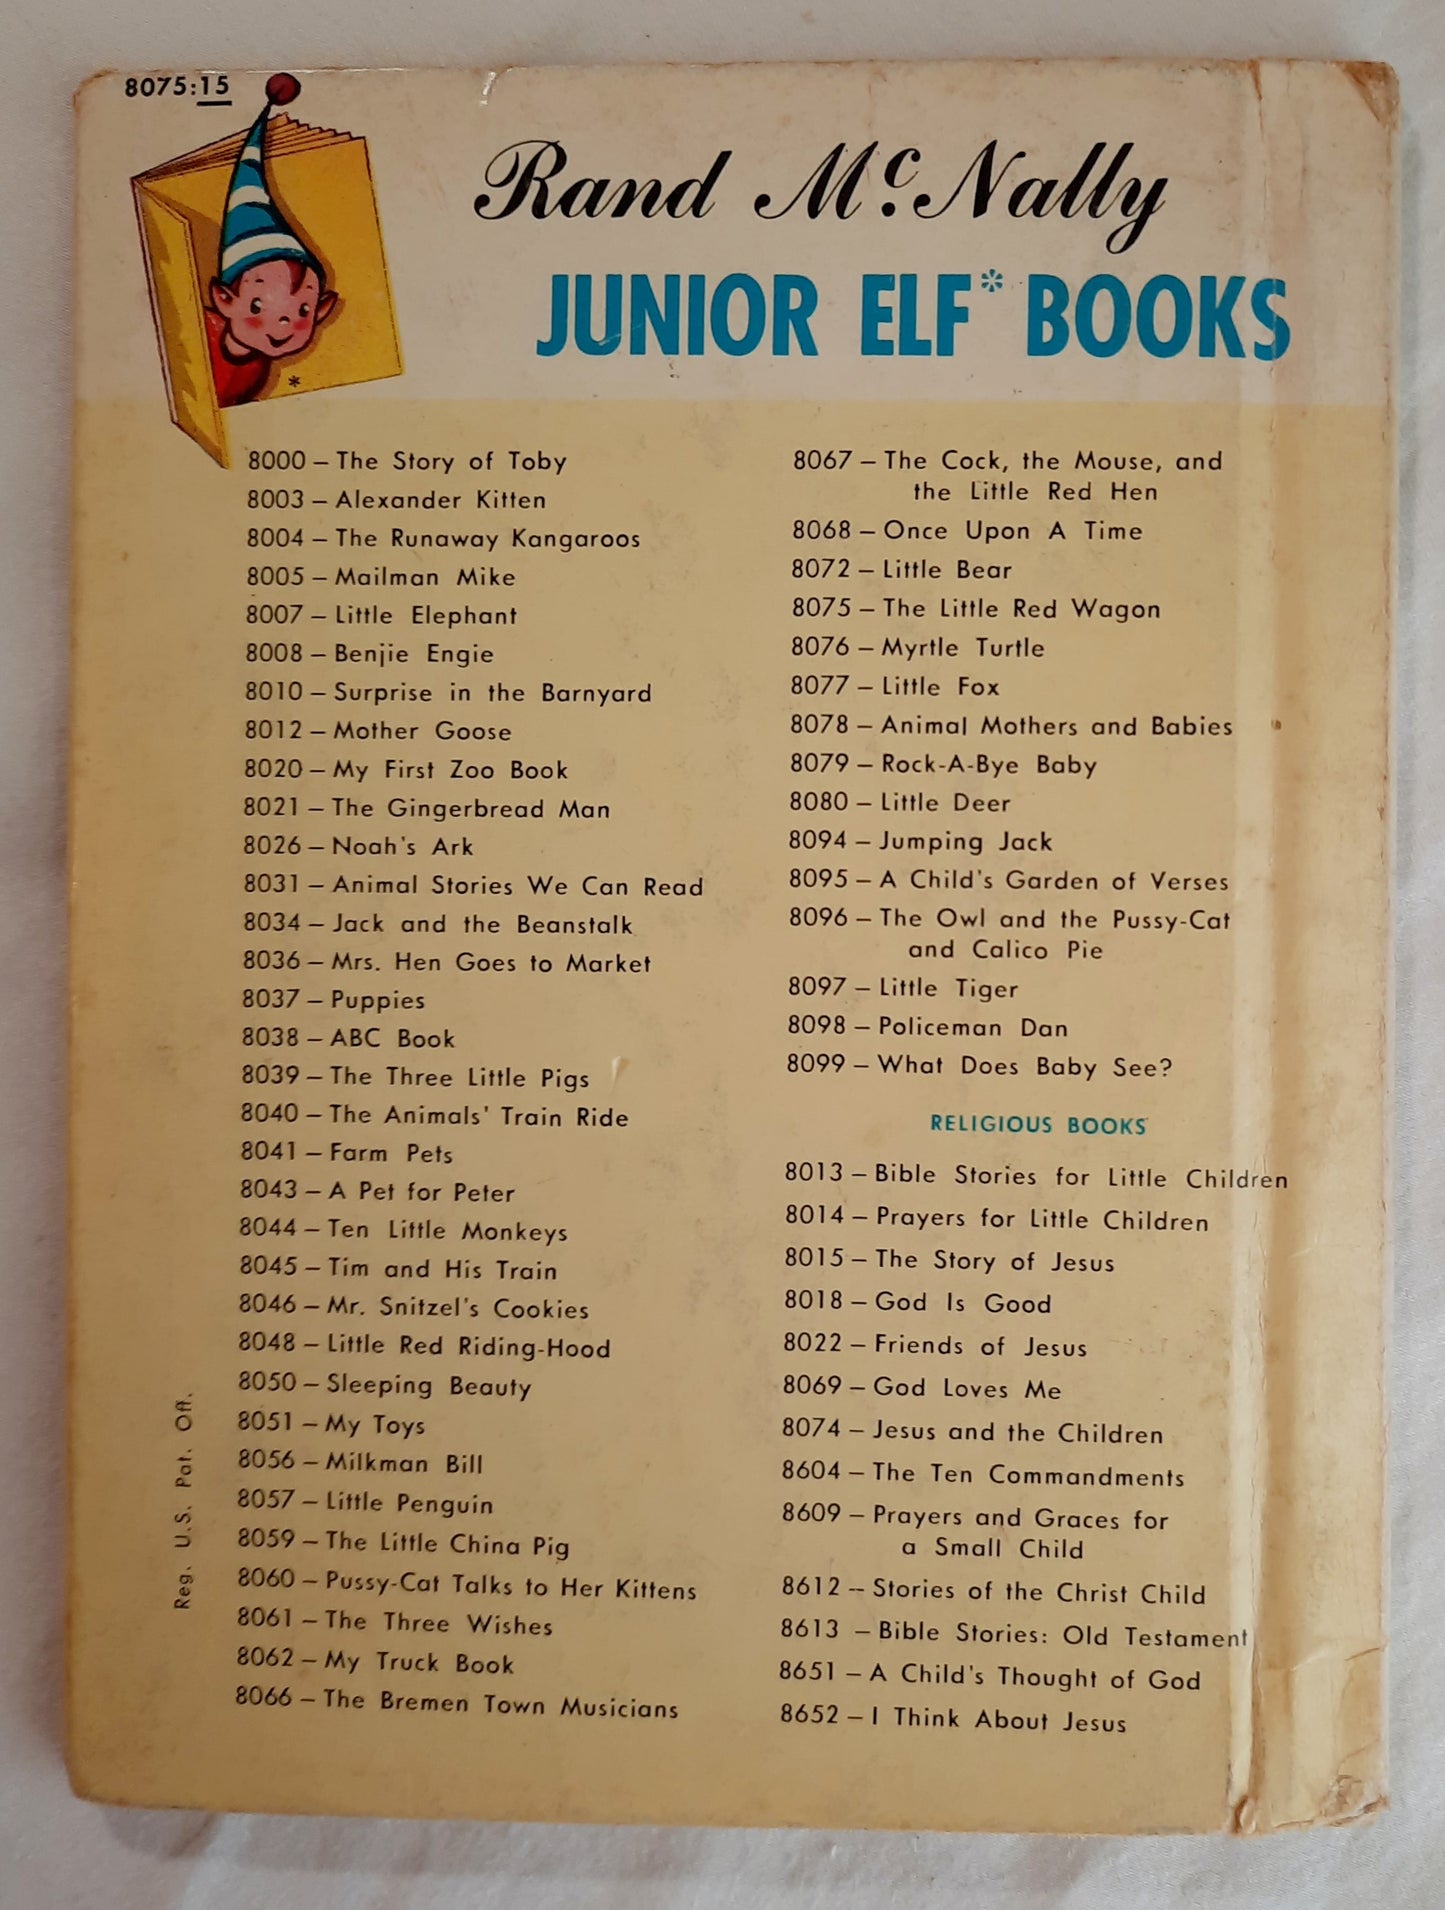 8075:15
Rand McNally
JUNIOR ELF* BOOKS
*
8000 – The Story of Toby
8003 – Alexander Kitten
8004 – The Runaway Kangaroos
8005 – Mailman Mike
8007 – Little Elephant
8008 – Benjie Engie
8010 – Surprise in the Barnyard
8012 – Mother Goose
8020 – My First Zoo Book
8021 – The Gingerbread Man
8026 – Noah's Ark
8031 – Animal Stories We Can Read
8034 – Jack and the Beanstalk
8036 – Mrs. Hen Goes to Market
8037 – Puppies
8038 – ABC Book
8039 – The Three Little Pigs
8040 – The Animals' Train Ride
8041 – Farm Pets
8043 – A Pet for Peter
8044 – Ten Little Monkeys
8045 – Tim and His Train
8046 – Mr. Snitzel's Cookies
8048 – Little Red Riding-Hood
8050 – Sleeping Beauty
8051 – My Toys
8056 – Milkman Bill
8057 – Little Penguin
8059 – The Little China Pig
8060 – Pussy-Cat Talks to Her Kittens
8061 – The Three Wishes
8062 – My Truck Book
8066 – The Bremen Town Musicians
8067 – The Cock, the Mouse, and
the Little Red Hen
8068 – Once Upon A Time
8072 – Little Bear
8075 – The Little Red Wagon
8076 – Myrtle Turtle
8077 – Little Fox
8078 – Animal Mothers and Babies
8079 – Rock-A-Bye Baby
8080 – Little Deer
8094 – Jumping Jack
8095 – A Child's Garden of Verses
8096 – The Owl and the Pussy-Cat
and Calico Pie
8097 – Little Tiger
8098 – Policeman Dan
8099 – What Does Baby See?
RELIGIOUS BOOKS
8013 – Bible Stories for Little Children
8014 – Prayers for Little Children
8015 – The Story of Jesus
8018 – God Is Good
8022 – Friends of Jesus
8069 – God Loves Me
8074 – Jesus and the Children
8604 – The Ten Commandments
8609 – Prayers and Graces for
a Small Child
8612 -- Stories of the Christ Child
8613 – Bible Stories: Old Testament
8651 – A Child's Thought of God
8652 – I Think About Jesus
Reg. U.S. Pat. Off.